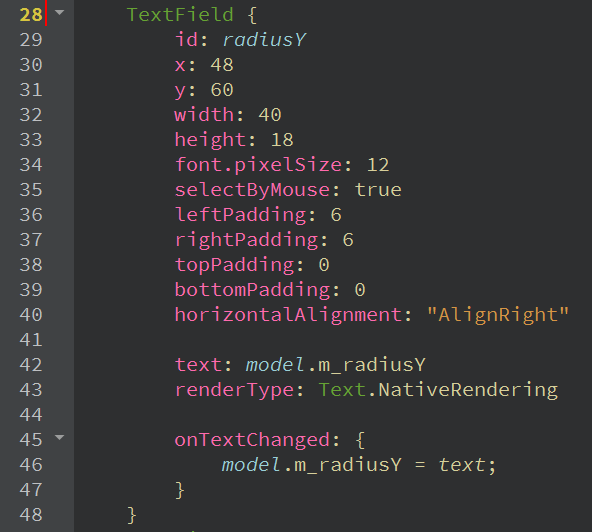 28 TextField {
29 id: radiusY
30 x: 48
31 y: 60
32 width: 40
33 height: 18
34 font.pixelSize: 12
35 selectByMouse: true
36 leftPadding: 6
37 rightPadding: 6
38 topPadding: 0
39 bottomPadding: 0
40 horizontalAlignment: "AlignRight"
41
42 text: model.m_radiusY
43 renderType: Text.NativeRendering
44
45 onTextChanged: {
46 model.m_radiusY = text;
47 }
48 }